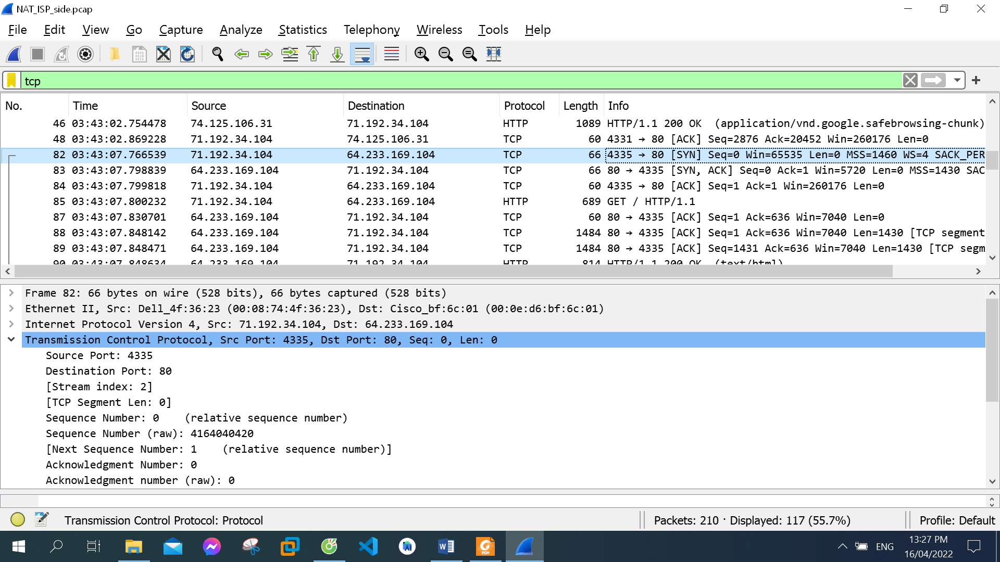 NAT_ISP_side.pcap
File Edit View Go Capture Analyze Statistics Telephony Wireless Tools Help
tcp
No. Time Source Destination Protocol Length Info
46 03:43:02.754478 74.125.106.31 71.192.34.104 HTTP 1089 HTTP/1.1 200 OK (application/vnd.google.safebrowsing-chunk)
48 03:43:02.869228 71.192.34.104 74.125.106.31 TCP 60 4331 → 80 [ACK] Seq=2876 Ack=20452 Win=260176 Len=0
82 03:43:07.766539 71.192.34.104 64.233.169.104 TCP 66 4335 → 80 [SYN] Seq=0 Win=65535 Len=0 MSS=1460 WS=4 SACK_PER
83 03:43:07.798839 64.233.169.104 71.192.34.104 TCP 66 80 → 4335 [SYN, ACK] Seq=0 Ack=1 Win=5720 Len=0 MSS=1430 SAC
84 03:43:07.799818 71.192.34.104 64.233.169.104 TCP 60 4335 → 80 [ACK] Seq=1 Ack=1 Win=260176 Len=0
85 03:43:07.800232 71.192.34.104 64.233.169.104 HTTP 689 GET / HTTP/1.1
87 03:43:07.830701 64.233.169.104 71.192.34.104 TCP 60 80 → 4335 [ACK] Seq=1 Ack=636 Win=7040 Len=0
88 03:43:07.848142 64.233.169.104 71.192.34.104 TCP 1484 80 → 4335 [ACK] Seq=1 Ack=636 Win=7040 Len=1430 [TCP segment
89 03:43:07.848471 64.233.169.104 71.192.34.104 TCP 1484 80 → 4335 [ACK] Seq=1431 Ack=636 Win=7040 Len=1430 [TCP segm
90 03:43:07.848634 64.233.169.104 71.192.34.104 HTTP 814 HTTP/1.1 200 OK (text/html)
Frame 82: 66 bytes on wire (528 bits), 66 bytes captured (528 bits)
Ethernet II, Src: Dell_4f:36:23 (00:08:74:4f:36:23), Dst: Cisco_bf:6c:01 (00:0e:d6:bf:6c:01)
Internet Protocol Version 4, Src: 71.192.34.104, Dst: 64.233.169.104
Transmission Control Protocol, Src Port: 4335, Dst Port: 80, Seq: 0, Len: 0
Source Port: 4335
Destination Port: 80
[Stream index: 2]
[TCP Segment Len: 0]
Sequence Number: 0 (relative sequence number)
Sequence Number (raw): 4164040420
[Next Sequence Number: 1 (relative sequence number)]
Acknowledgment Number: 0
Acknowledgment number (raw): 0
Transmission Control Protocol: Protocol
Packets: 210 · Displayed: 117 (55.7%)
Profile: Default
PDF
ENG
13:27 PM
16/04/2022